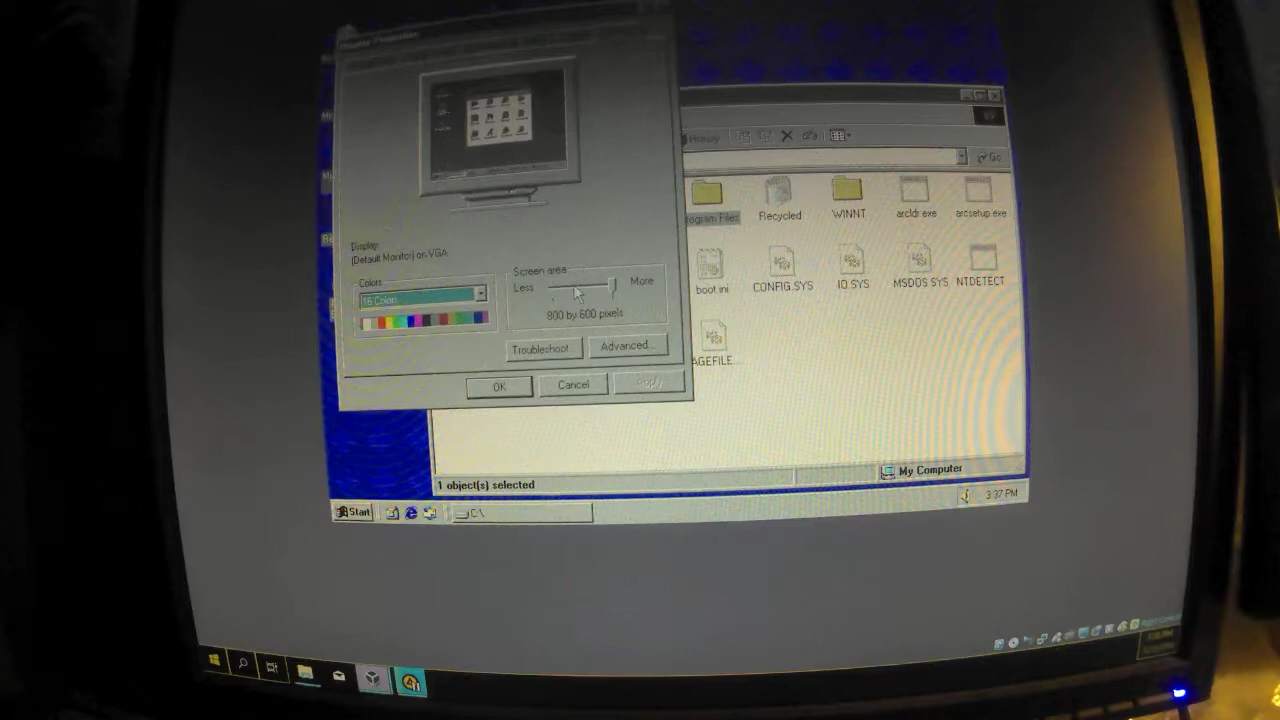 Display:
(Default Monitor) on VGA
Colors
16 Colors
Screen area
Less
More
800 by 600 pixels
Troubleshoot...
Advanced...
OK
Cancel
Apply
Go
Recycled
WINNT
arcldr.exe
arcsetup.exe
boot.ini
CONFIG.SYS
IO.SYS
MSDOS.SYS
NTDETECT
AGEFILE...
1 object(s) selected
My Computer
Start
C:\
3:37 PM